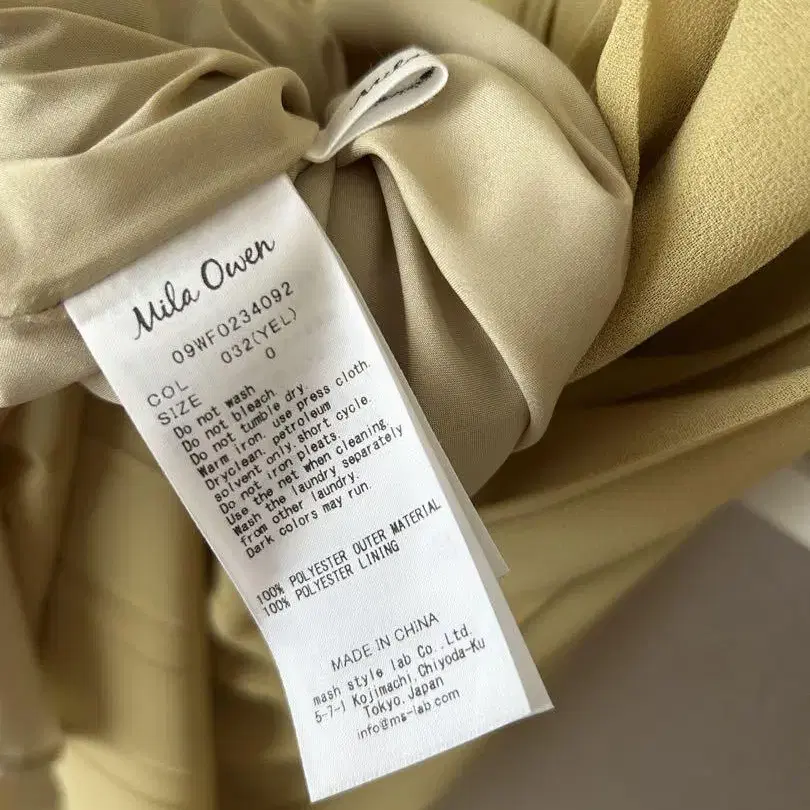 Mila Owen
09WF0234092
COL 032(YEL)
SIZE 0
Do not wash
Do not bleach.
Do not tumble dry.
Warm iron, use press cloth.
Dryclean, petroleum
solvent only, short cycle.
Do not iron pleats.
Use the net when cleaning.
Wash the laundry separately
from other laundry.
Dark colors may run.
100% POLYESTER OUTER MATERIAL
100% POLYESTER LINING
MADE IN CHINA
mash style lab Co.,Ltd.
5-7-1 Kojimachi, Chiyoda-Ku
Tokyo, Japan
info@ms-lab.com